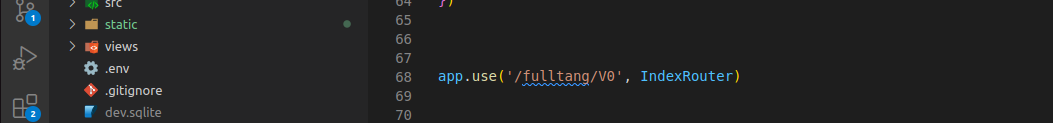 src
64 })
static
65
views
66
67
.env
68 app.use('/fulltang/V0', IndexRouter)
.gitignore
69
dev.sqlite
70
1
2